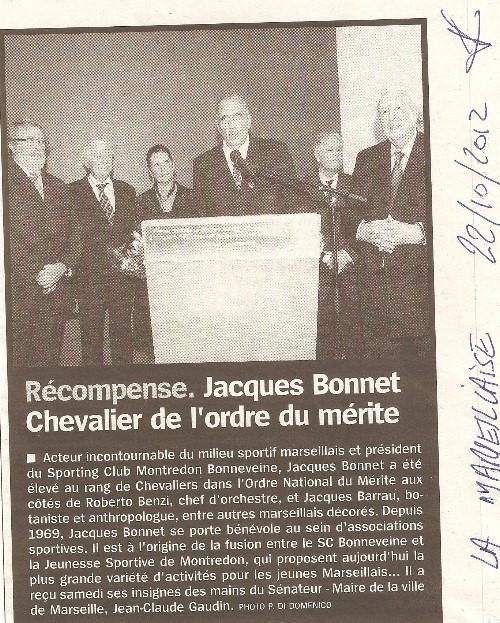 Récompense. Jacques Bonnet
Chevalier de l'ordre du mérite
■ Acteur incontournable du milieu sportif marseillais et président
du Sporting Club Montredon Bonneveine, Jacques Bonnet a été
élevé au rang de Chevaliers dans l'Ordre National du Mérite aux
côtés de Roberto Benzi, chef d'orchestre, et Jacques Barrau, bo-
taniste et anthropologue, entre autres marseillais décorés. Depuis
1969, Jacques Bonnet se porte bénévole au sein d'associations
sportives. Il est à l'origine de la fusion entre le SC Bonneveine et
la Jeunesse Sportive de Montredon, qui proposent aujourd'hui la
plus grande variété d'activités pour les jeunes Marseillais... Il a
reçu samedi ses insignes des mains du Sénateur - Maire de la ville
de Marseille, Jean-Claude Gaudin. PHOTO P. DI DOMENICO
LA MARSEILLAISE 22/10/2012